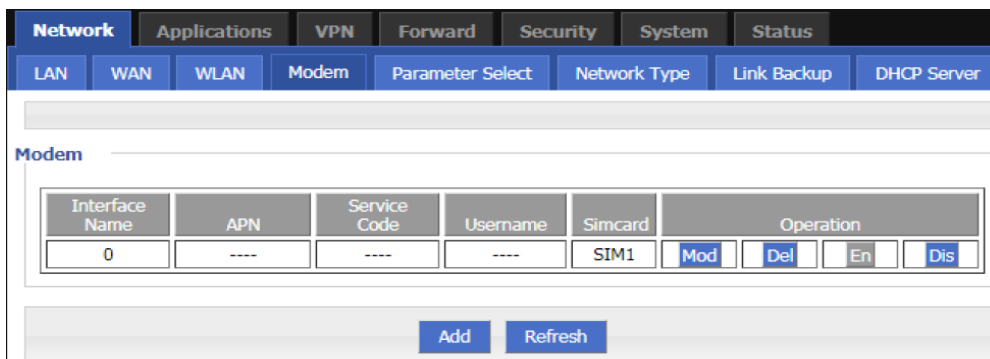 Network Applications VPN Forward Security System Status
LAN WAN WLAN Modem Parameter Select Network Type Link Backup DHCP Server
Modem
Interface Name APN Service Code Username Simcard Operation
0 ---- ---- ---- SIM1 Mod Del En Dis
Add Refresh